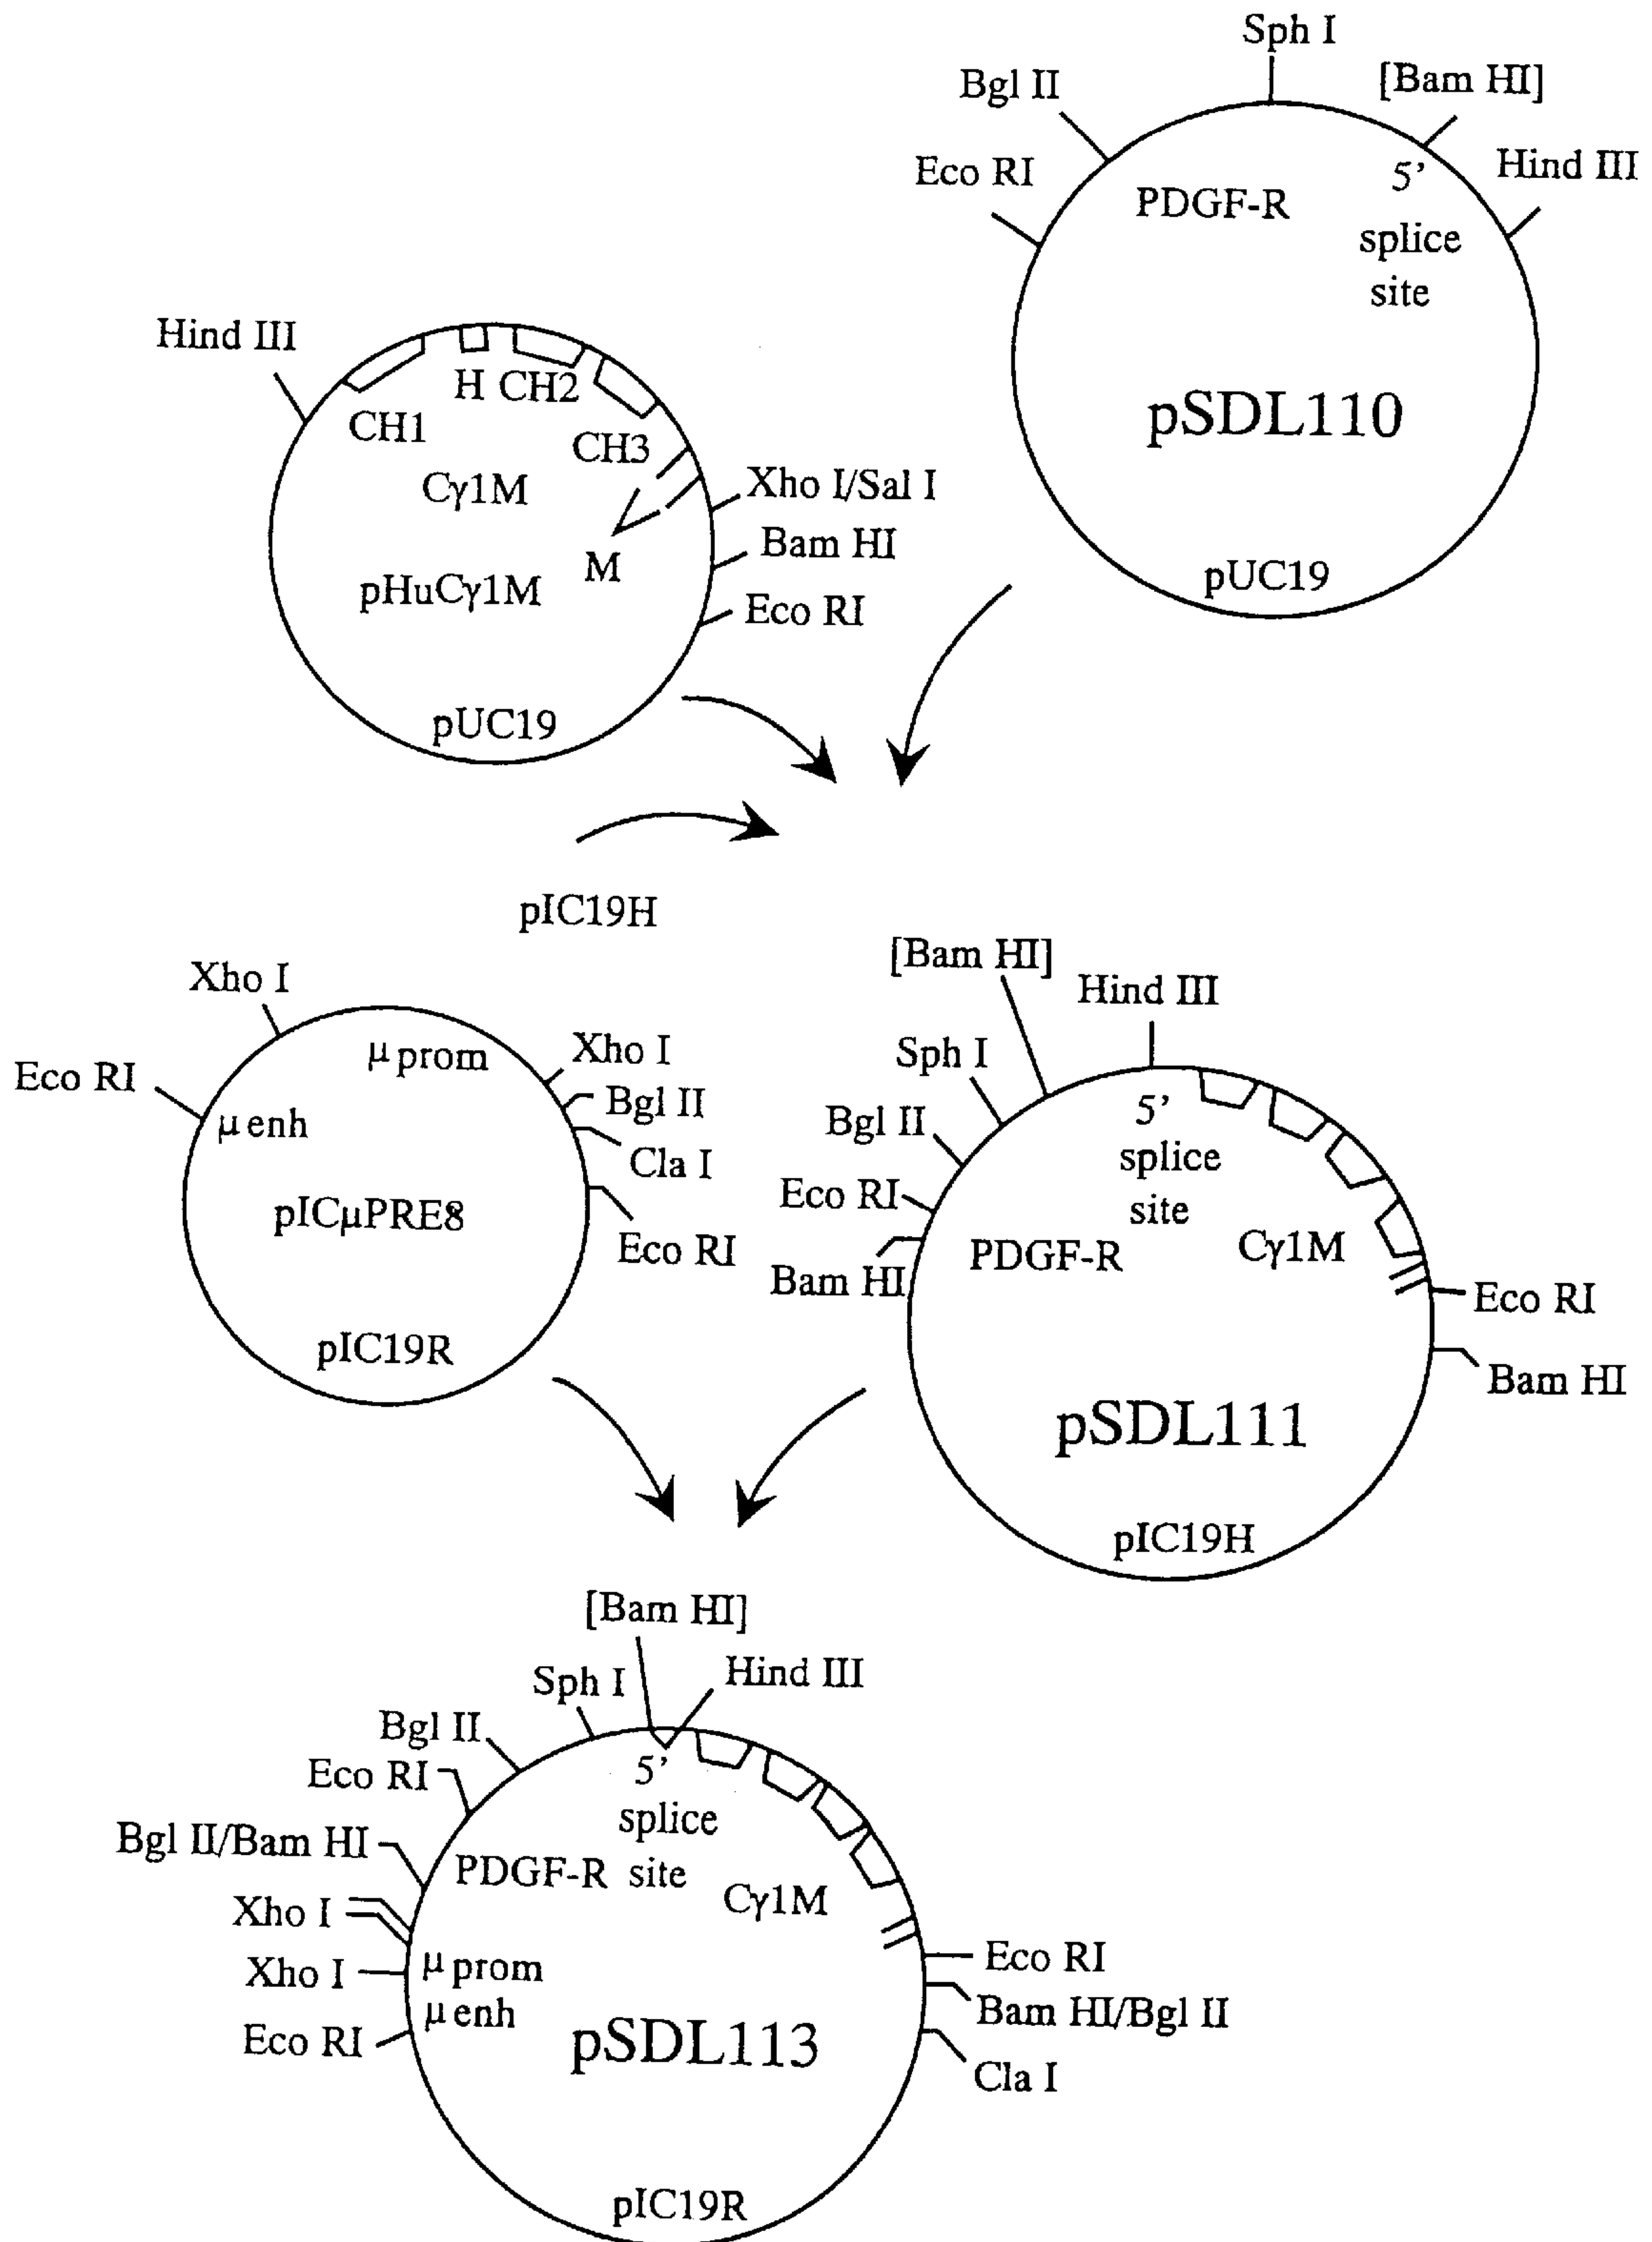 Sph I
Bgl II
[Bam HI]
Eco RI
Hind III
PDGF-R
5'
splice
site
pSDL110
pUC19
Hind III
H CH2
CH1
CH3
Cγ1M
Xho I/Sal I
Bam HI
M
pHuCγ1M
Eco RI
pUC19
pIC19H
Xho I
μ prom
Xho I
Eco RI
μ enh
Bgl II
Cla I
pICμPRE8
Eco RI
pIC19R
[Bam HI]
Hind III
Sph I
Bgl II
5'
splice
site
Eco RI
PDGF-R
Cγ1M
Bam HI
Eco RI
Bam HI
pSDL111
pIC19H
[Bam HI]
Hind III
Sph I
Bgl II
Eco RI
5'
splice
site
Bgl II/Bam HI
PDGF-R
Cγ1M
Xho I
Xho I
μ prom
μ enh
Eco RI
Eco RI
Bam HI/Bgl II
Cla I
pSDL113
pIC19R